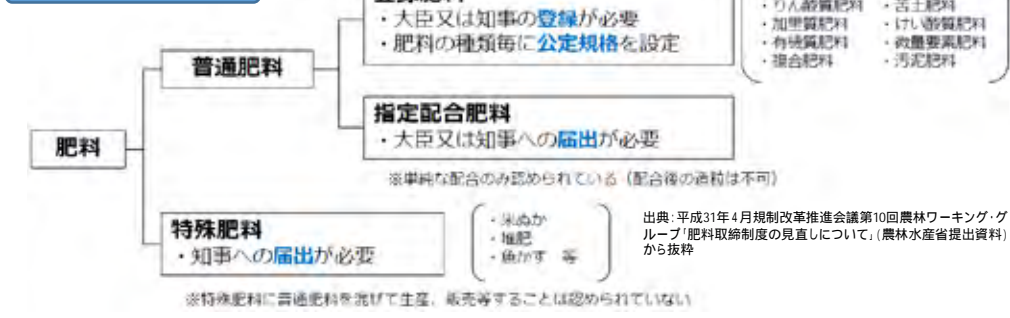 ・大臣又は知事の登録が必要
・肥料の種類毎に公定規格を設定
・りん酸質肥料 ・苦土肥料
・加里質肥料 ・けい酸質肥料
・有機質肥料 ・微量要素肥料
・複合肥料 ・汚泥肥料
普通肥料
指定配合肥料
・大臣又は知事への届出が必要
肥料
※単純な配合のみ認められている（配合後の造粒は不可）
特殊肥料
・知事への届出が必要
・米ぬか
・堆肥
・魚かす 等
出典：平成31年4月規制改革推進会議第10回農林ワーキング・グ
ループ「肥料取締制度の見直しについて」（農林水産省提出資料）
から抜粋
※特殊肥料に普通肥料を混ぜて生産、販売等することは認められていない